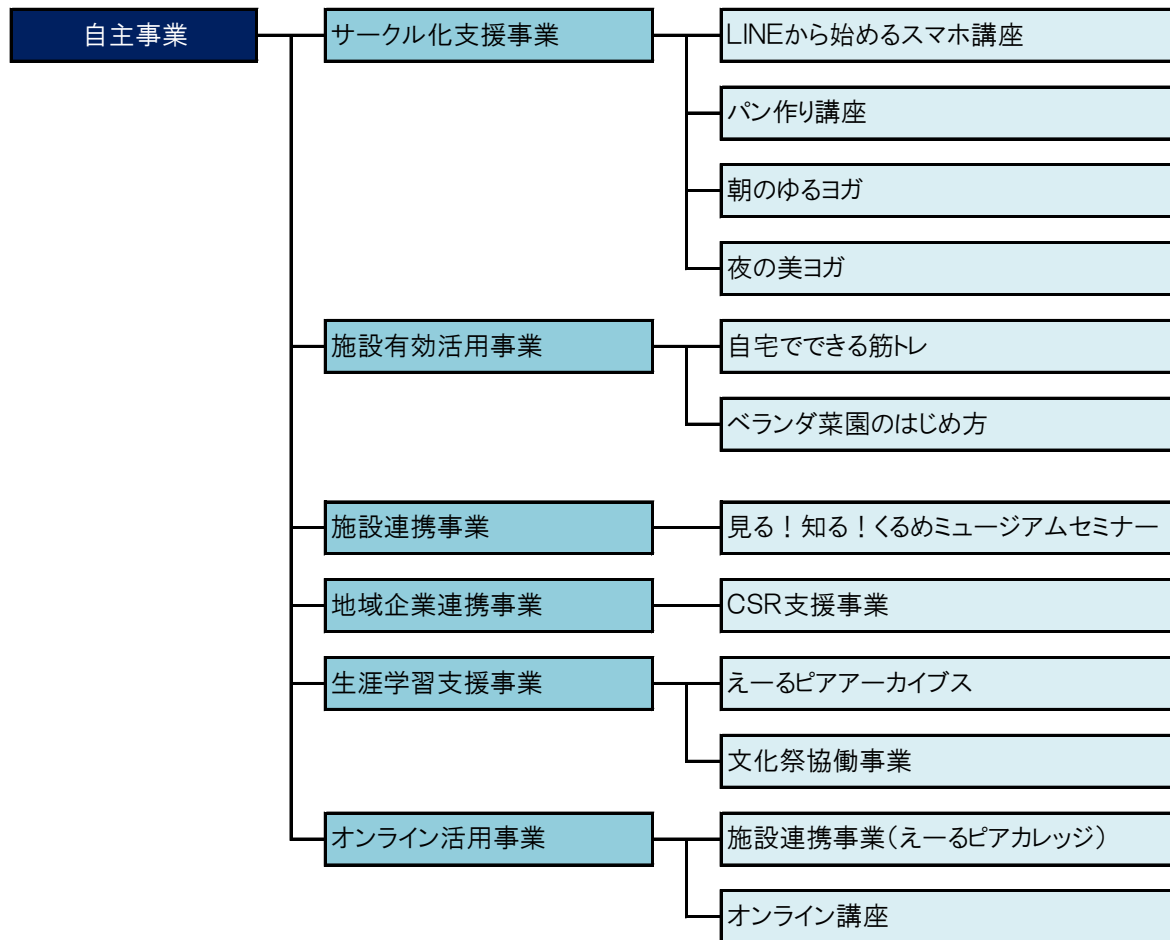 自主事業
サークル化支援事業
LINEから始めるスマホ講座
パン作り講座
朝のゆるヨガ
夜の美ヨガ
施設有効活用事業
自宅でできる筋トレ
ベランダ菜園のはじめ方
施設連携事業
見る！知る！くるめミュージアムセミナー
地域企業連携事業
CSR支援事業
生涯学習支援事業
えーるピアアーカイブス
文化祭協働事業
オンライン活用事業
施設連携事業（えーるピアカレッジ）
オンライン講座